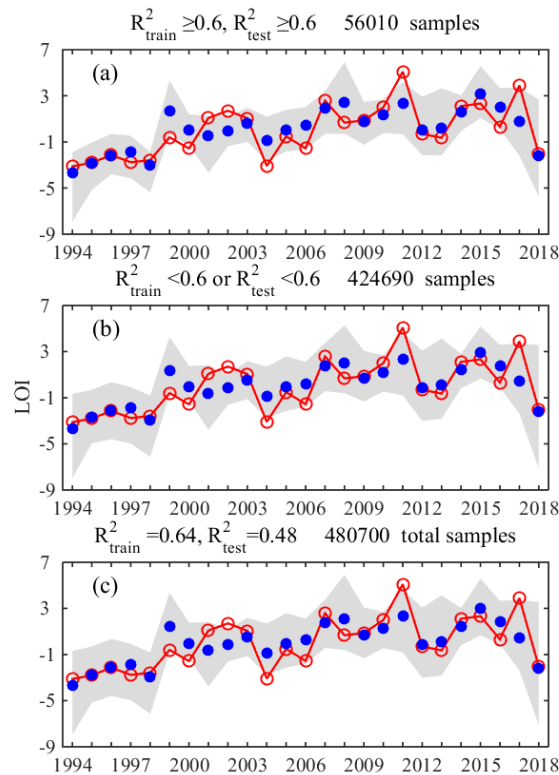 R²train ≥0.6, R²test ≥0.6 56010 samples
7
(a)
3
-1
-5
-9
1994 1997 2000 2003 2006 2009 2012 2015 2018
R²train <0.6 or R²test <0.6 424690 samples
7
(b)
3
-1
LOI
-5
-9
1994 1997 2000 2003 2006 2009 2012 2015 2018
R²train =0.64, R²test=0.48 480700 total samples
7
(c)
3
-1
-5
-9
1994 1997 2000 2003 2006 2009 2012 2015 2018